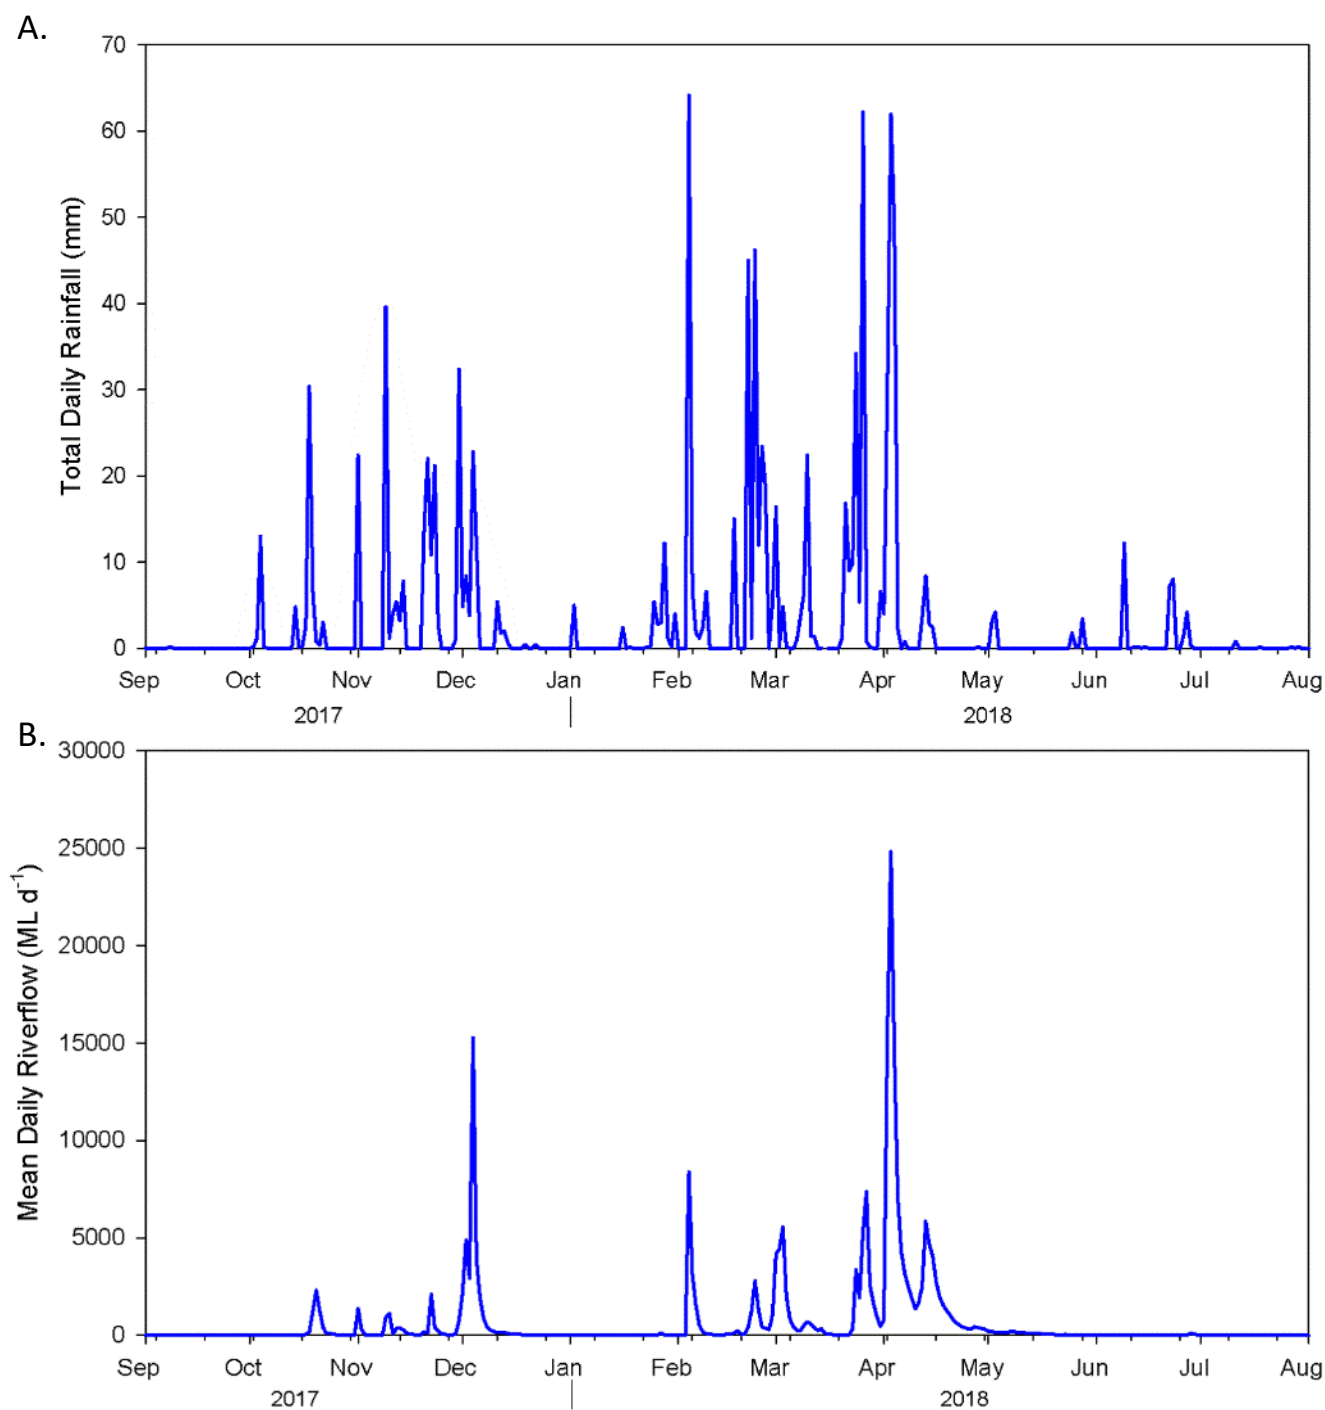 A.
Total Daily Rainfall (mm)
70
60
50
40
30
20
10
0
Sep Oct Nov Dec Jan Feb Mar Apr May Jun Jul Aug
2017 | 2018
B.
Mean Daily Riverflow (ML d-1)
30000
25000
20000
15000
10000
5000
0
Sep Oct Nov Dec Jan Feb Mar Apr May Jun Jul Aug
2017 | 2018